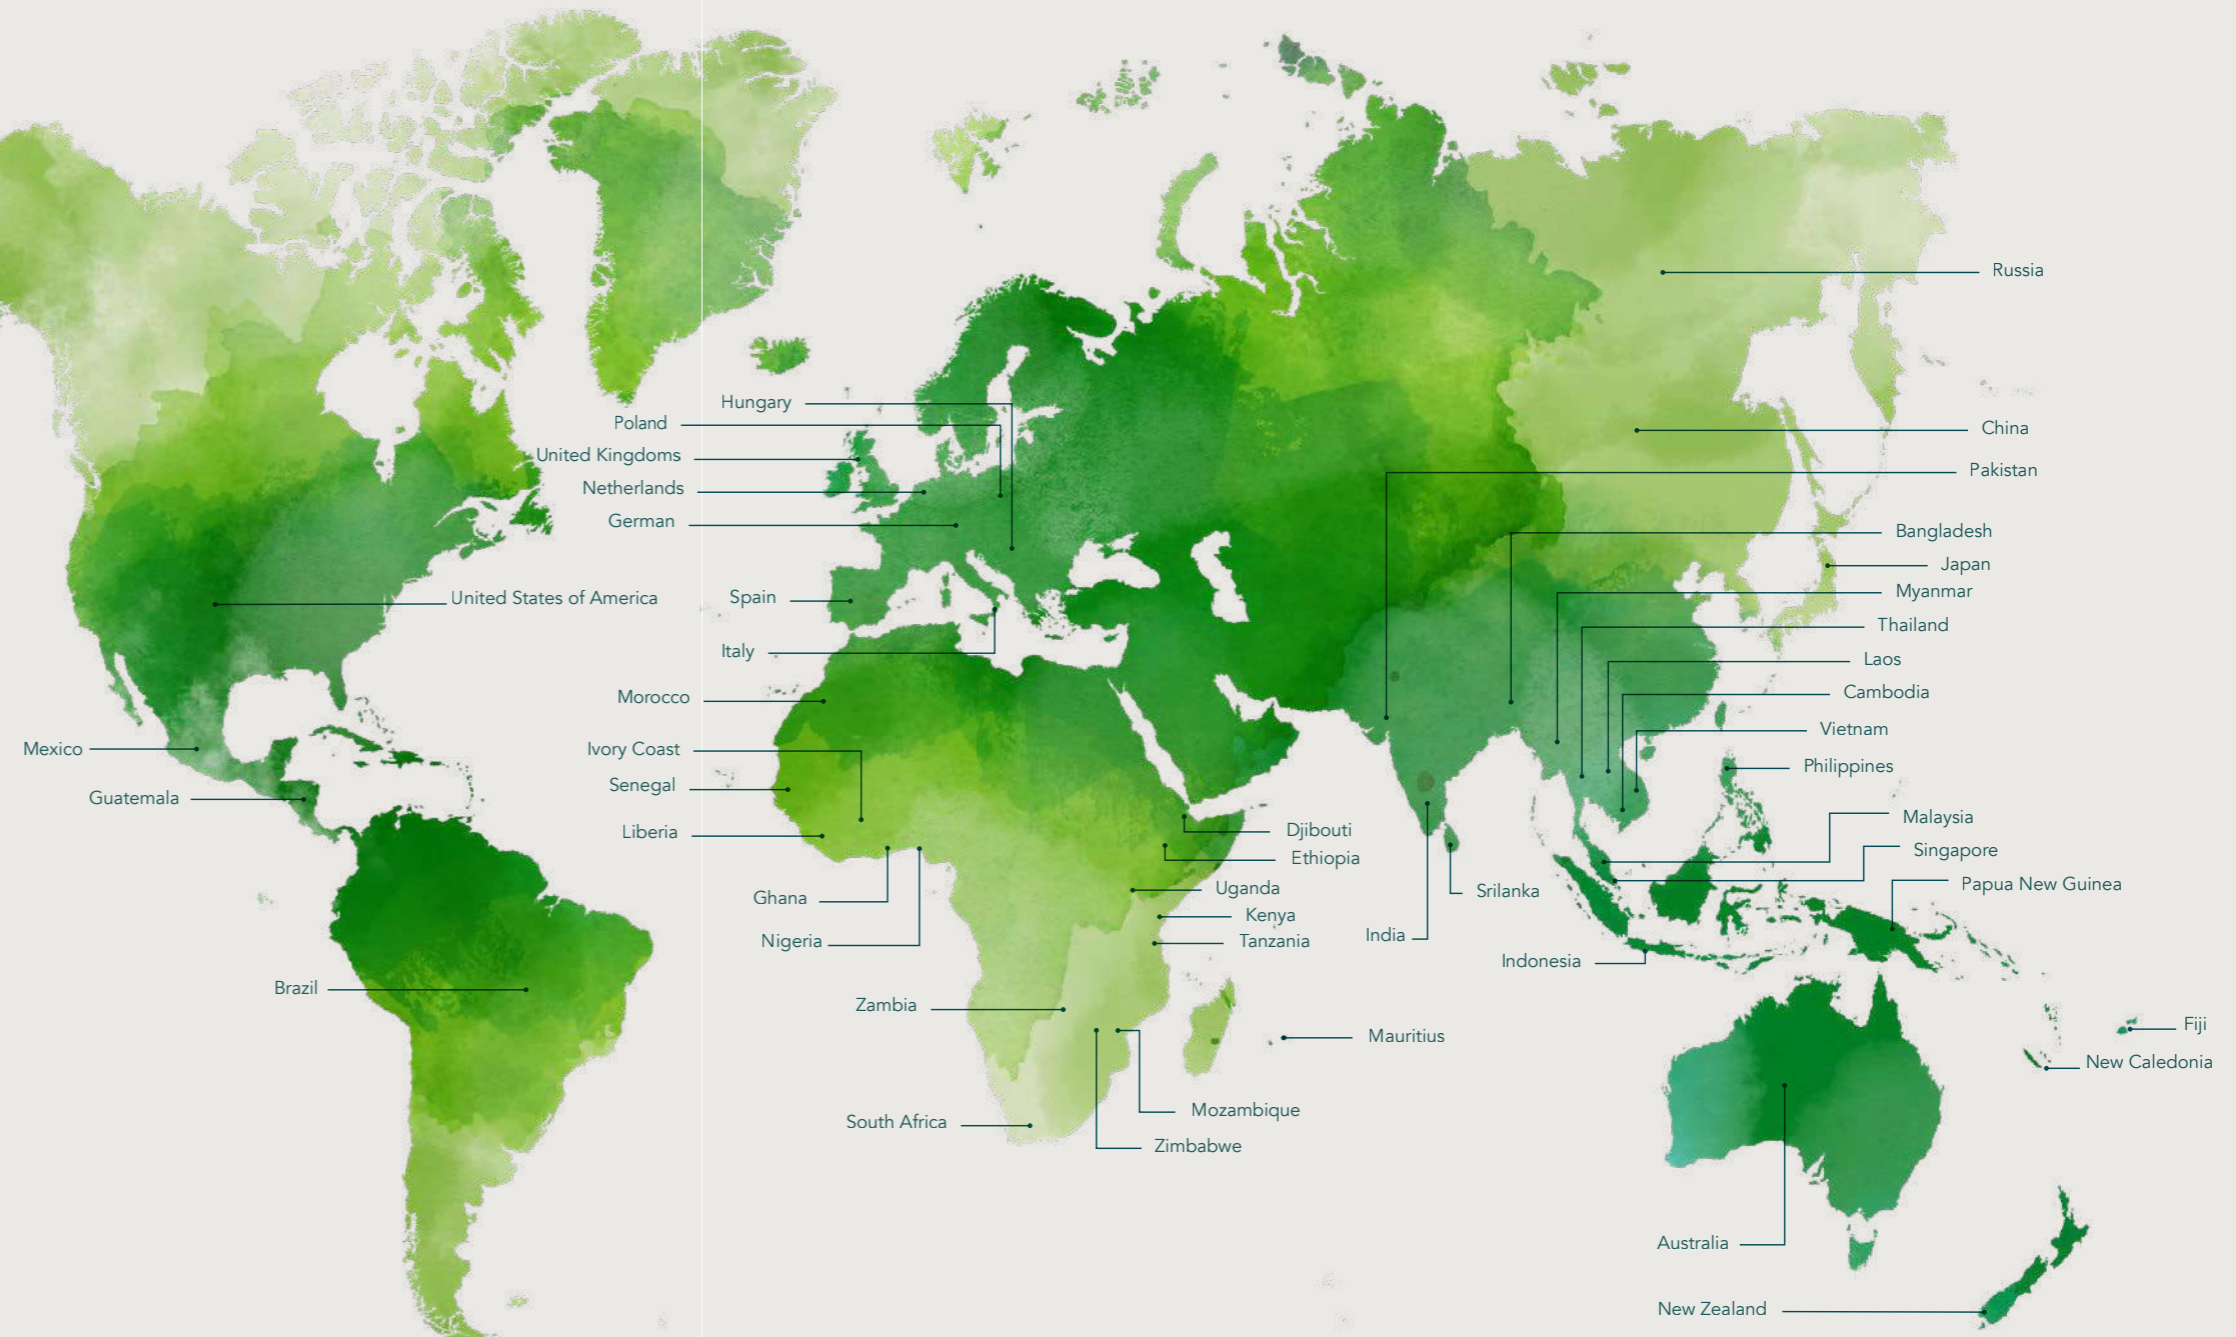 Russia
Hungary
Poland
China
United Kingdoms
Pakistan
Netherlands
German
Bangladesh
Japan
Myanmar
United States of America
Spain
Thailand
Italy
Laos
Cambodia
Morocco
Vietnam
Mexico
Ivory Coast
Philippines
Senegal
Guatemala
Malaysia
Liberia
Djibouti
Singapore
Ethiopia
Papua New Guinea
Uganda
Srilanka
Ghana
Kenya
India
Nigeria
Tanzania
Indonesia
Brazil
Zambia
Fiji
Mauritius
New Caledonia
Mozambique
South Africa
Zimbabwe
Australia
New Zealand